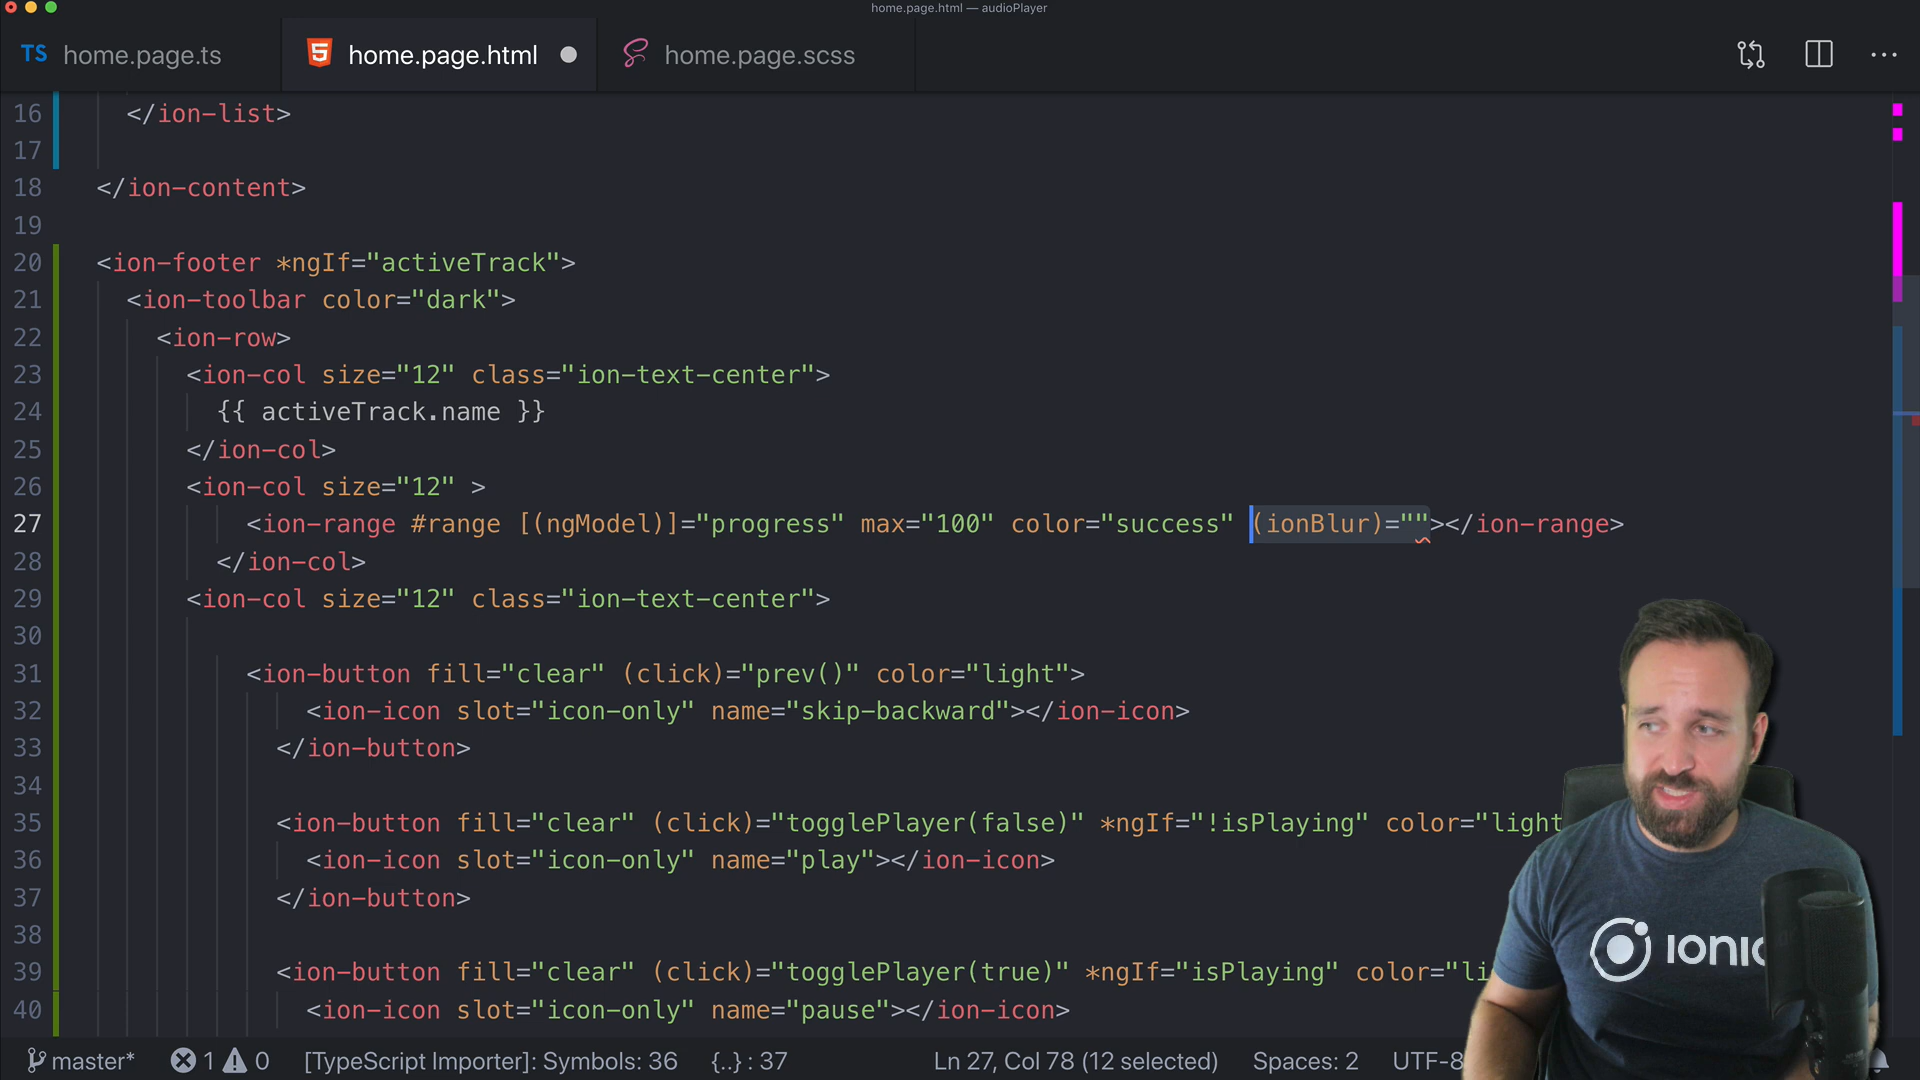 home.page.html — audioPlayer
TS home.page.ts
home.page.html
home.page.scss
16 </ion-list>
17
18 </ion-content>
19
20 <ion-footer *ngIf="activeTrack">
21 <ion-toolbar color="dark">
22 <ion-row>
23 <ion-col size="12" class="ion-text-center">
24 {{ activeTrack.name }}
25 </ion-col>
26 <ion-col size="12" >
27 <ion-range #range [(ngModel)]="progress" max="100" color="success" (ionBlur)=""></ion-range>
28 </ion-col>
29 <ion-col size="12" class="ion-text-center">
30
31 <ion-button fill="clear" (click)="prev()" color="light">
32 <ion-icon slot="icon-only" name="skip-backward"></ion-icon>
33 </ion-button>
34
35 <ion-button fill="clear" (click)="togglePlayer(false)" *ngIf="!isPlaying" color="light
36 <ion-icon slot="icon-only" name="play"></ion-icon>
37 </ion-button>
38
39 <ion-button fill="clear" (click)="togglePlayer(true)" *ngIf="isPlaying" color="li
40 <ion-icon slot="icon-only" name="pause"></ion-icon>
IONIC
master* 1 0 [TypeScript Importer]: Symbols: 36 {..} : 37 Ln 27, Col 78 (12 selected) Spaces: 2 UTF-8